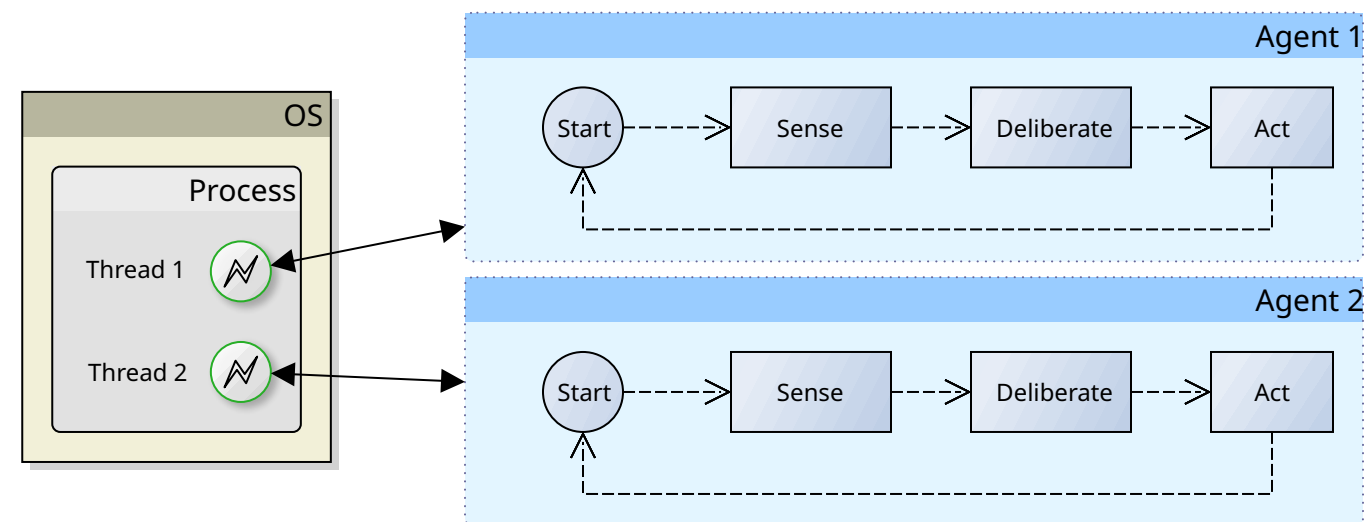 OS
Process
Thread 1
Thread 2
Agent 1
Start
Sense
Deliberate
Act
Agent 2
Start
Sense
Deliberate
Act